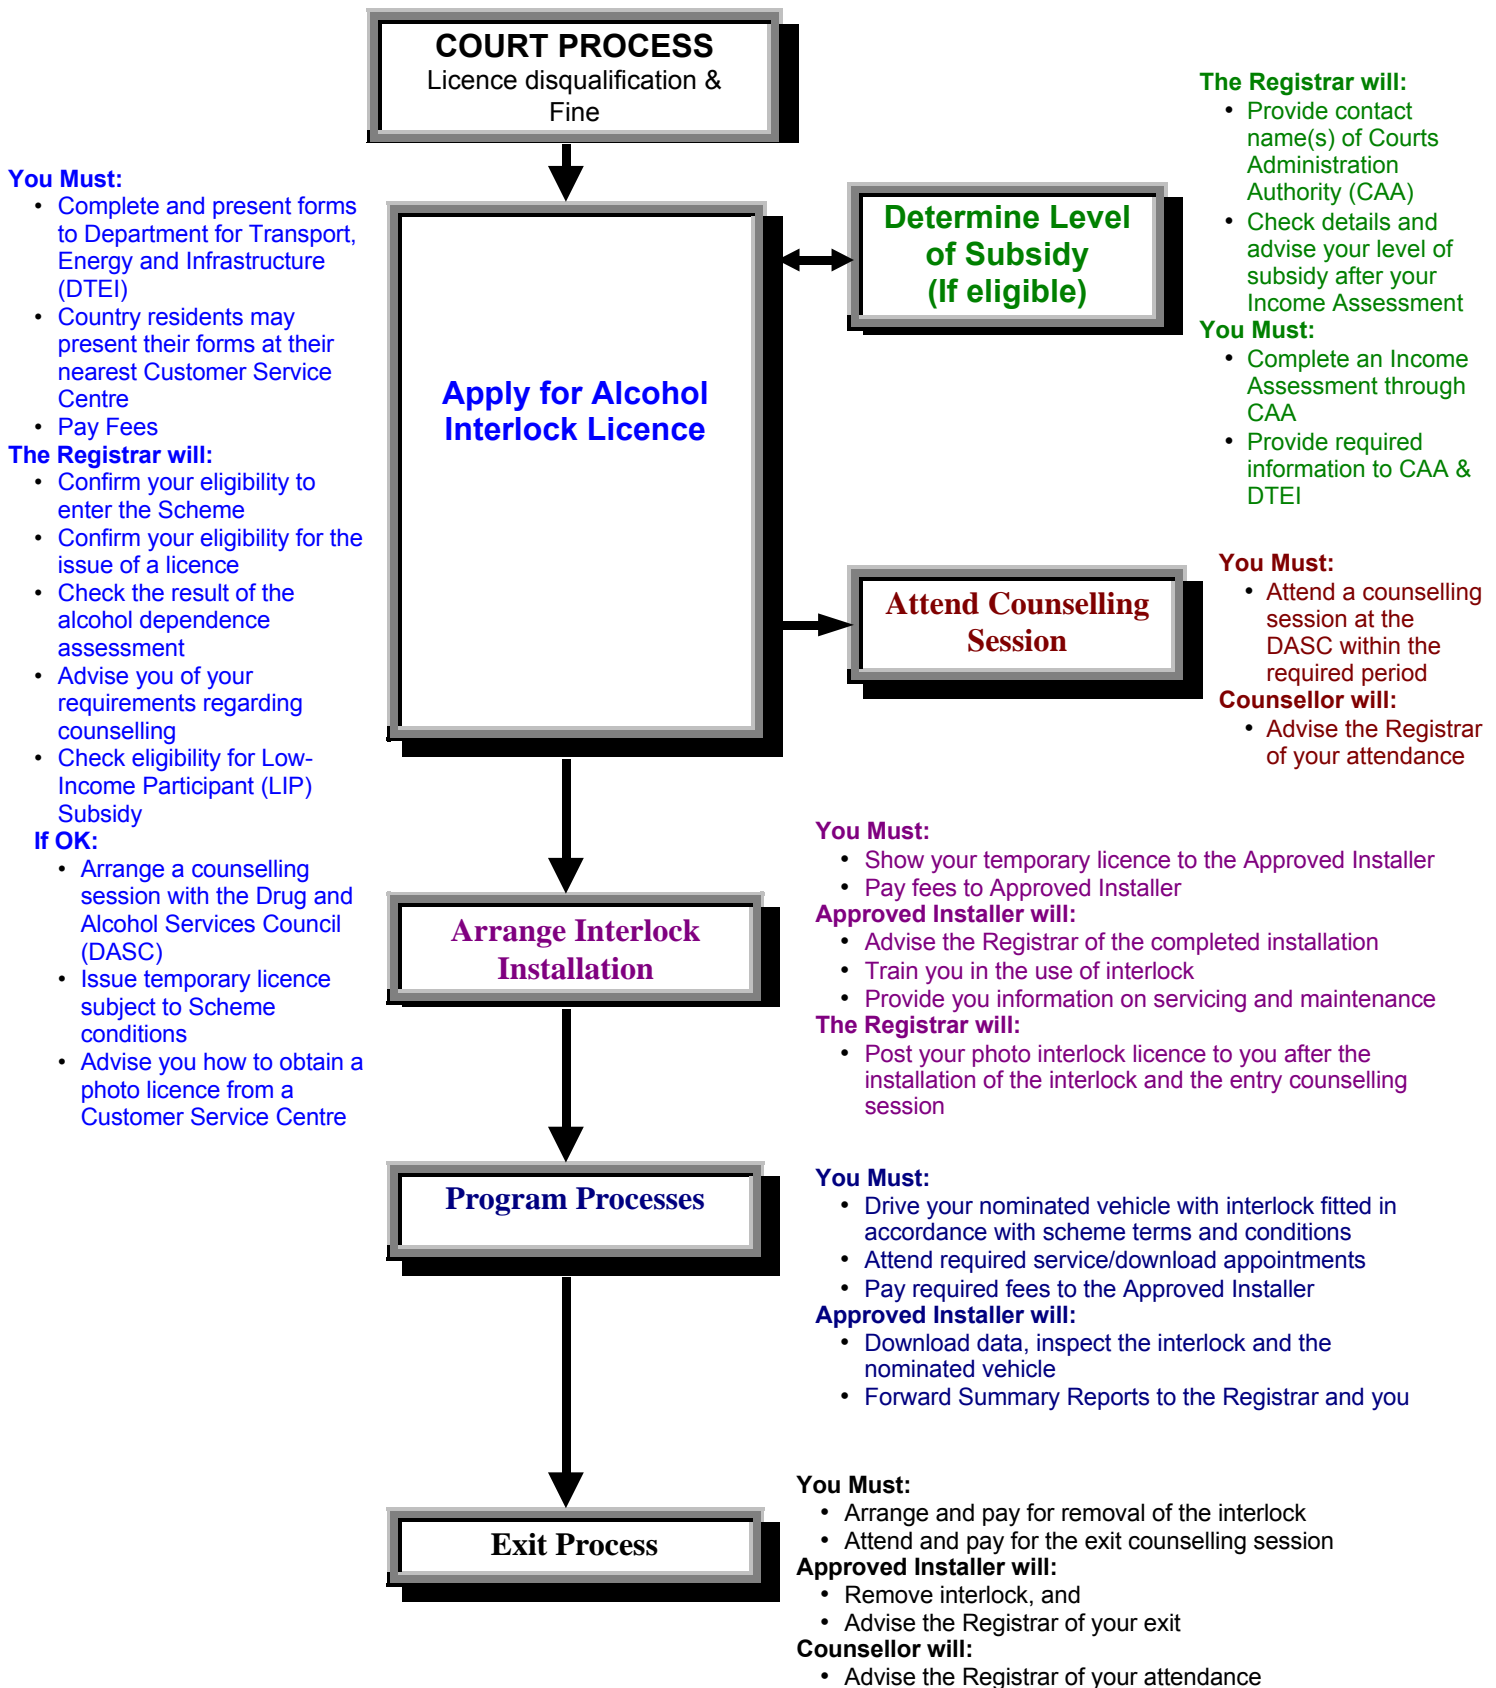 COURT PROCESS
Licence disqualification &
Fine
The Registrar will:
• Provide contact
name(s) of Courts
Administration
Authority (CAA)
• Check details and
advise your level of
subsidy after your
Income Assessment
You Must:
• Complete an Income
Assessment through
CAA
• Provide required
information to CAA &
DTEI
Determine Level
of Subsidy
(If eligible)
You Must:
• Complete and present forms
to Department for Transport,
Energy and Infrastructure
(DTEI)
• Country residents may
present their forms at their
nearest Customer Service
Centre
• Pay Fees
The Registrar will:
• Confirm your eligibility to
enter the Scheme
• Confirm your eligibility for the
issue of a licence
• Check the result of the
alcohol dependence
assessment
• Advise you of your
requirements regarding
counselling
• Check eligibility for Low-
Income Participant (LIP)
Subsidy
If OK:
• Arrange a counselling
session with the Drug and
Alcohol Services Council
(DASC)
• Issue temporary licence
subject to Scheme
conditions
• Advise you how to obtain a
photo licence from a
Customer Service Centre
Apply for Alcohol
Interlock Licence
Attend Counselling
Session
You Must:
• Attend a counselling
session at the
DASC within the
required period
Counsellor will:
• Advise the Registrar
of your attendance
Arrange Interlock
Installation
You Must:
• Show your temporary licence to the Approved Installer
• Pay fees to Approved Installer
Approved Installer will:
• Advise the Registrar of the completed installation
• Train you in the use of interlock
• Provide you information on servicing and maintenance
The Registrar will:
• Post your photo interlock licence to you after the
installation of the interlock and the entry counselling
session
Program Processes
You Must:
• Drive your nominated vehicle with interlock fitted in
accordance with scheme terms and conditions
• Attend required service/download appointments
• Pay required fees to the Approved Installer
Approved Installer will:
• Download data, inspect the interlock and the
nominated vehicle
• Forward Summary Reports to the Registrar and you
Exit Process
You Must:
• Arrange and pay for removal of the interlock
• Attend and pay for the exit counselling session
Approved Installer will:
• Remove interlock, and
• Advise the Registrar of your exit
Counsellor will:
• Advise the Registrar of your attendance